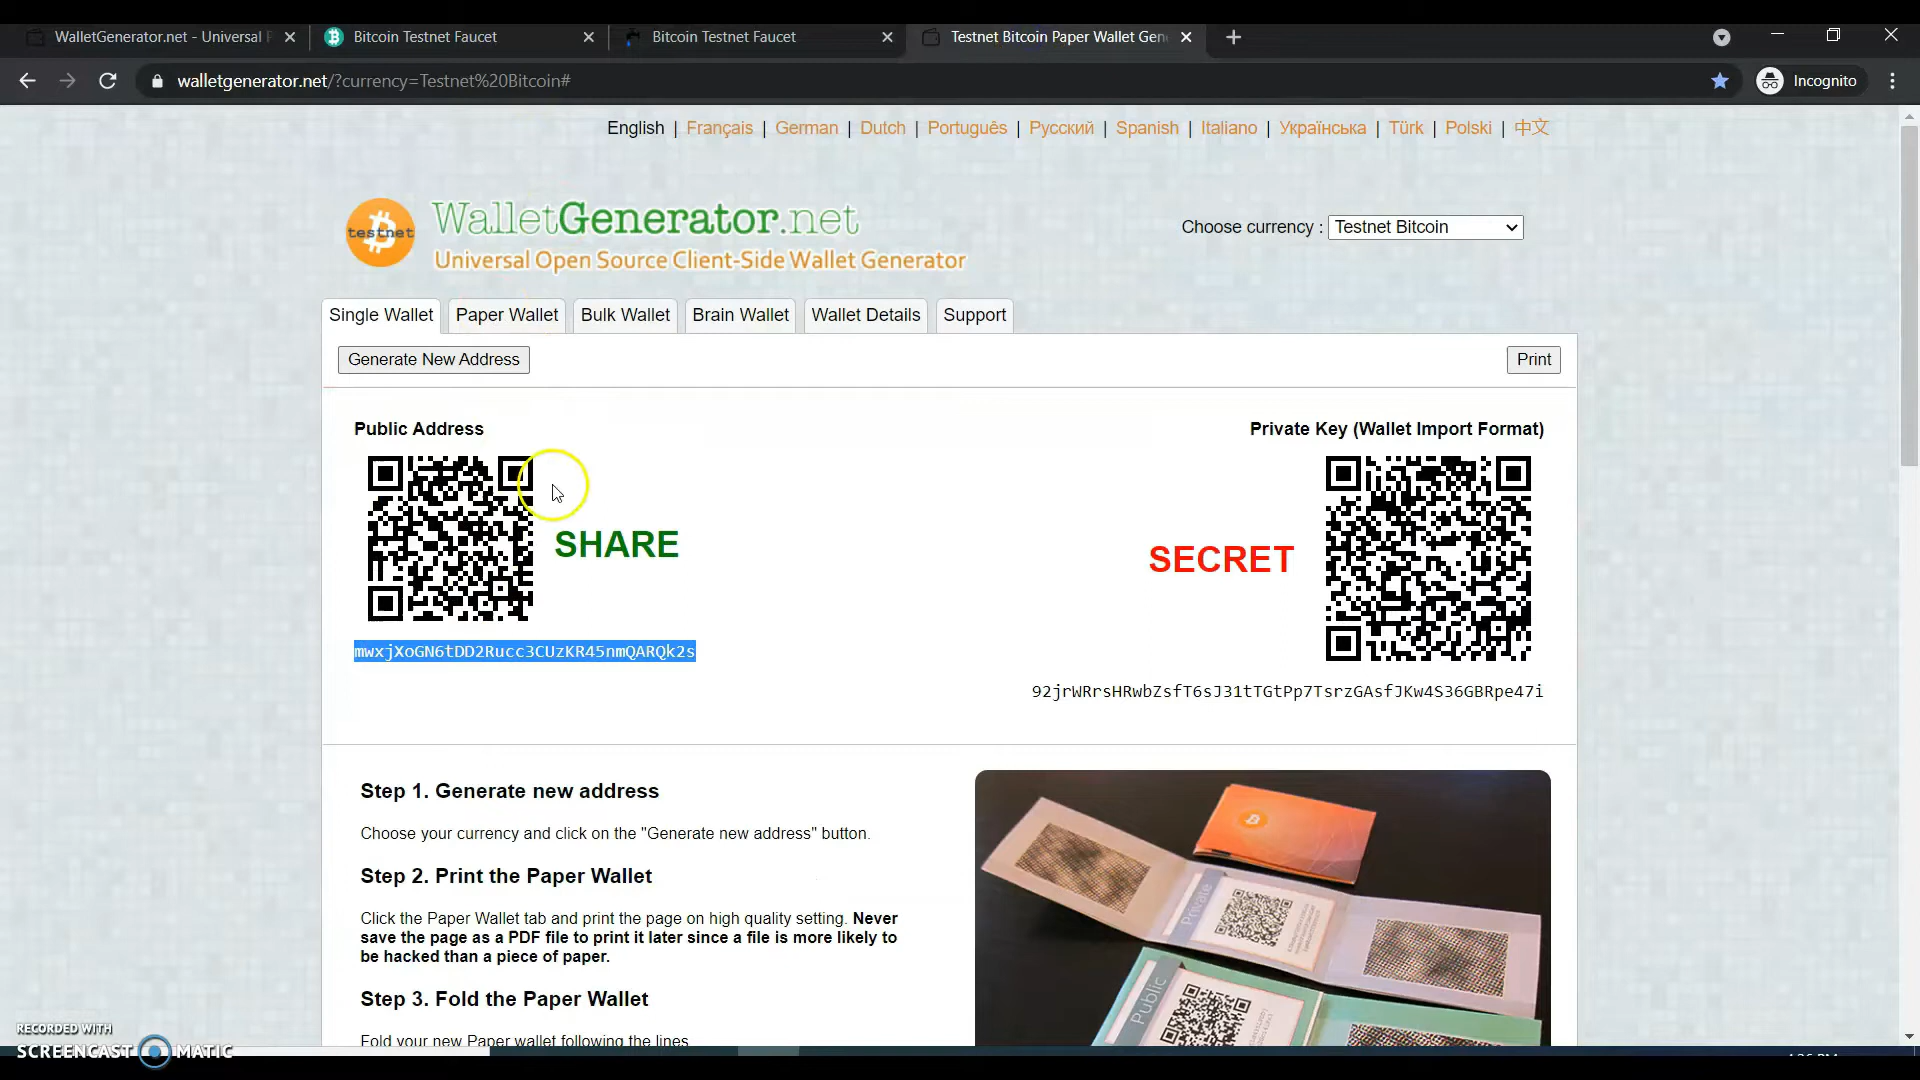 WalletGenerator.net - Universal
Bitcoin Testnet Faucet
Bitcoin Testnet Faucet
Testnet Bitcoin Paper Wallet Gen
walletgenerator.net/?currency=Testnet%20Bitcoin#
Incognito
English | Français | German | Dutch | Português | Русский | Spanish | Italiano | Українська | Türk | Polski | 中文
testnet
WalletGenerator.net
Universal Open Source Client-Side Wallet Generator
Choose currency : Testnet Bitcoin
Single Wallet
Paper Wallet
Bulk Wallet
Brain Wallet
Wallet Details
Support
Generate New Address
Print
Public Address
Private Key (Wallet Import Format)
SHARE
SECRET
mwxjXoGN6tDD2Rucc3CUzKR45nmQARQk2s
92jrWRrsHRwbZsfT6sJ31tTGtPp7TsrzGAsfJKw4S36GBRpe47i
Step 1. Generate new address
Choose your currency and click on the "Generate new address" button.
Step 2. Print the Paper Wallet
Click the Paper Wallet tab and print the page on high quality setting. Never
save the page as a PDF file to print it later since a file is more likely to
be hacked than a piece of paper.
Step 3. Fold the Paper Wallet
Fold your new Paper wallet following the lines
Private
Public
RECORDED WITH
SCREENCAST MATIC